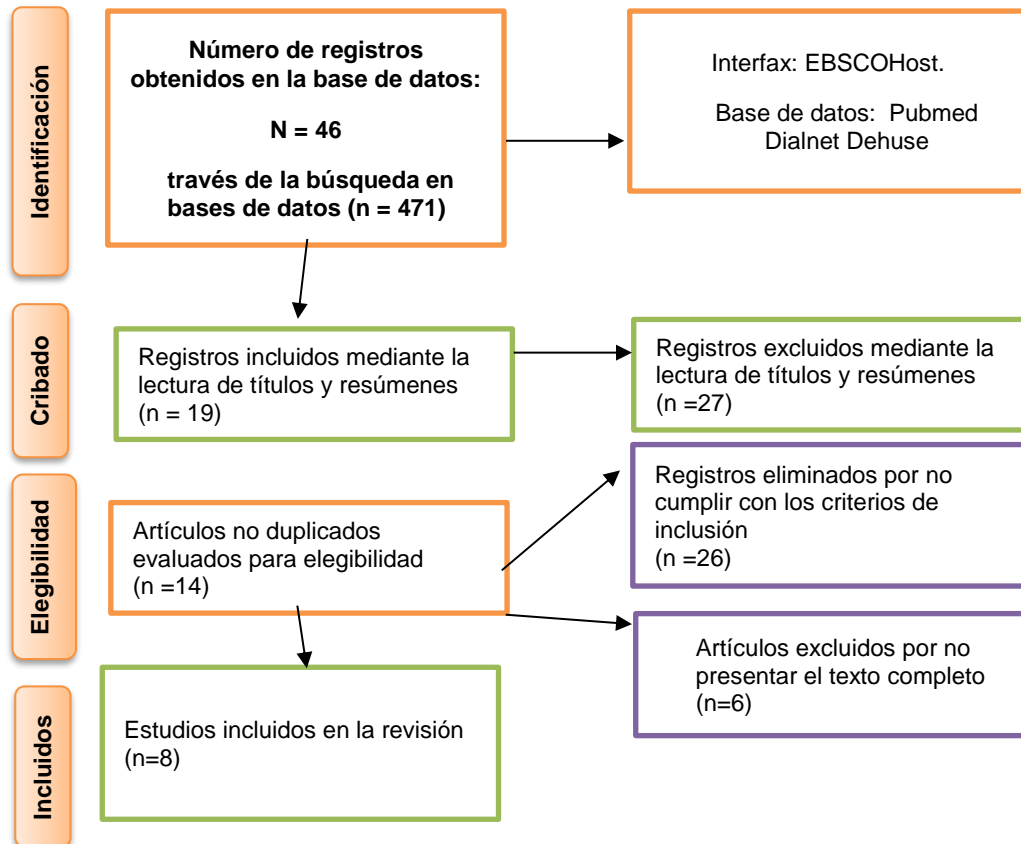 Identificación
Número de registros
obtenidos en la base de datos:
N = 46
través de la búsqueda en
bases de datos (n = 471)
Interfax: EBSCOHost.
Base de datos: Pubmed
Dialnet Dehuse
Cribado
Registros incluidos mediante la
lectura de títulos y resúmenes
(n = 19)
Registros excluidos mediante la
lectura de títulos y resúmenes
(n =27)
Elegibilidad
Artículos no duplicados
evaluados para elegibilidad
(n =14)
Registros eliminados por no
cumplir con los criterios de
inclusión
(n =26)
Artículos excluidos por no
presentar el texto completo
(n=6)
Incluidos
Estudios incluidos en la revisión
(n=8)